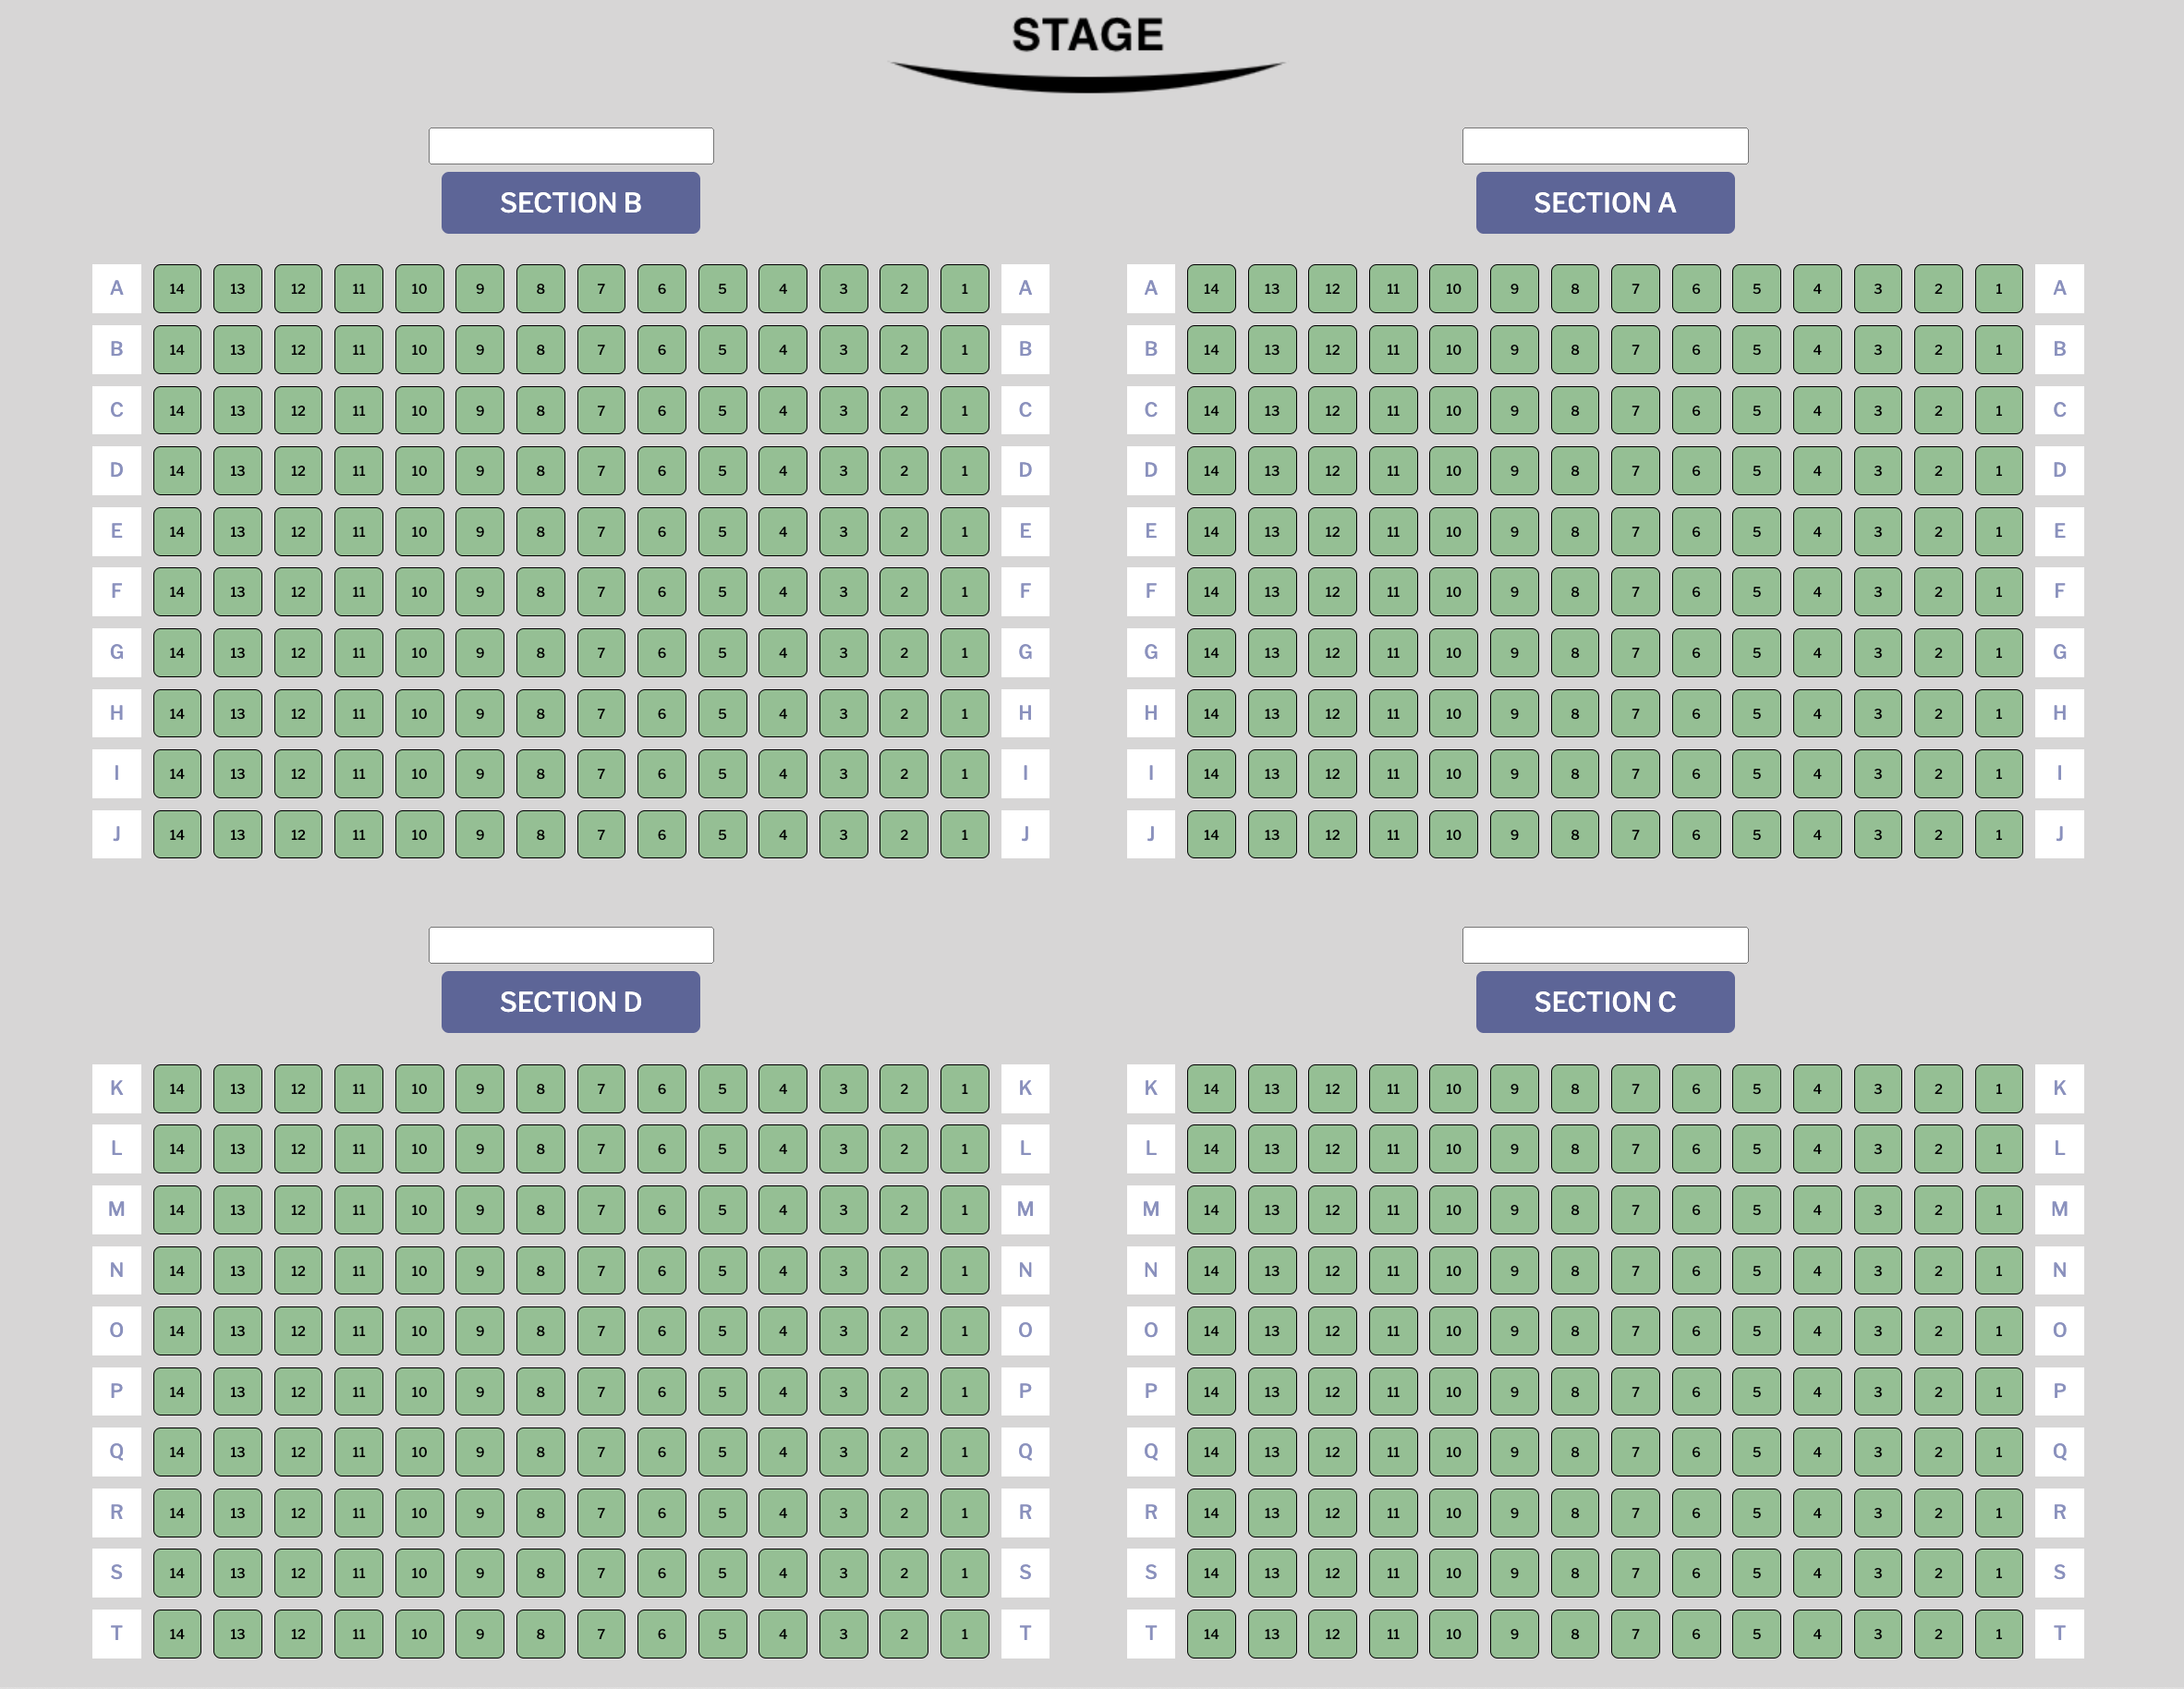 STAGE
SECTION B SECTION A
A 14 13 12 11 10 9 8 7 6 5 4 3 2 1 A A 14 13 12 11 10 9 8 7 6 5 4 3 2 1 A
B 14 13 12 11 10 9 8 7 6 5 4 3 2 1 B B 14 13 12 11 10 9 8 7 6 5 4 3 2 1 B
C 14 13 12 11 10 9 8 7 6 5 4 3 2 1 C C 14 13 12 11 10 9 8 7 6 5 4 3 2 1 C
D 14 13 12 11 10 9 8 7 6 5 4 3 2 1 D D 14 13 12 11 10 9 8 7 6 5 4 3 2 1 D
E 14 13 12 11 10 9 8 7 6 5 4 3 2 1 E E 14 13 12 11 10 9 8 7 6 5 4 3 2 1 E
F 14 13 12 11 10 9 8 7 6 5 4 3 2 1 F F 14 13 12 11 10 9 8 7 6 5 4 3 2 1 F
G 14 13 12 11 10 9 8 7 6 5 4 3 2 1 G G 14 13 12 11 10 9 8 7 6 5 4 3 2 1 G
H 14 13 12 11 10 9 8 7 6 5 4 3 2 1 H H 14 13 12 11 10 9 8 7 6 5 4 3 2 1 H
I 14 13 12 11 10 9 8 7 6 5 4 3 2 1 I I 14 13 12 11 10 9 8 7 6 5 4 3 2 1 I
J 14 13 12 11 10 9 8 7 6 5 4 3 2 1 J J 14 13 12 11 10 9 8 7 6 5 4 3 2 1 J
SECTION D SECTION C
K 14 13 12 11 10 9 8 7 6 5 4 3 2 1 K K 14 13 12 11 10 9 8 7 6 5 4 3 2 1 K
L 14 13 12 11 10 9 8 7 6 5 4 3 2 1 L L 14 13 12 11 10 9 8 7 6 5 4 3 2 1 L
M 14 13 12 11 10 9 8 7 6 5 4 3 2 1 M M 14 13 12 11 10 9 8 7 6 5 4 3 2 1 M
N 14 13 12 11 10 9 8 7 6 5 4 3 2 1 N N 14 13 12 11 10 9 8 7 6 5 4 3 2 1 N
O 14 13 12 11 10 9 8 7 6 5 4 3 2 1 O O 14 13 12 11 10 9 8 7 6 5 4 3 2 1 O
P 14 13 12 11 10 9 8 7 6 5 4 3 2 1 P P 14 13 12 11 10 9 8 7 6 5 4 3 2 1 P
Q 14 13 12 11 10 9 8 7 6 5 4 3 2 1 Q Q 14 13 12 11 10 9 8 7 6 5 4 3 2 1 Q
R 14 13 12 11 10 9 8 7 6 5 4 3 2 1 R R 14 13 12 11 10 9 8 7 6 5 4 3 2 1 R
S 14 13 12 11 10 9 8 7 6 5 4 3 2 1 S S 14 13 12 11 10 9 8 7 6 5 4 3 2 1 S
T 14 13 12 11 10 9 8 7 6 5 4 3 2 1 T T 14 13 12 11 10 9 8 7 6 5 4 3 2 1 T